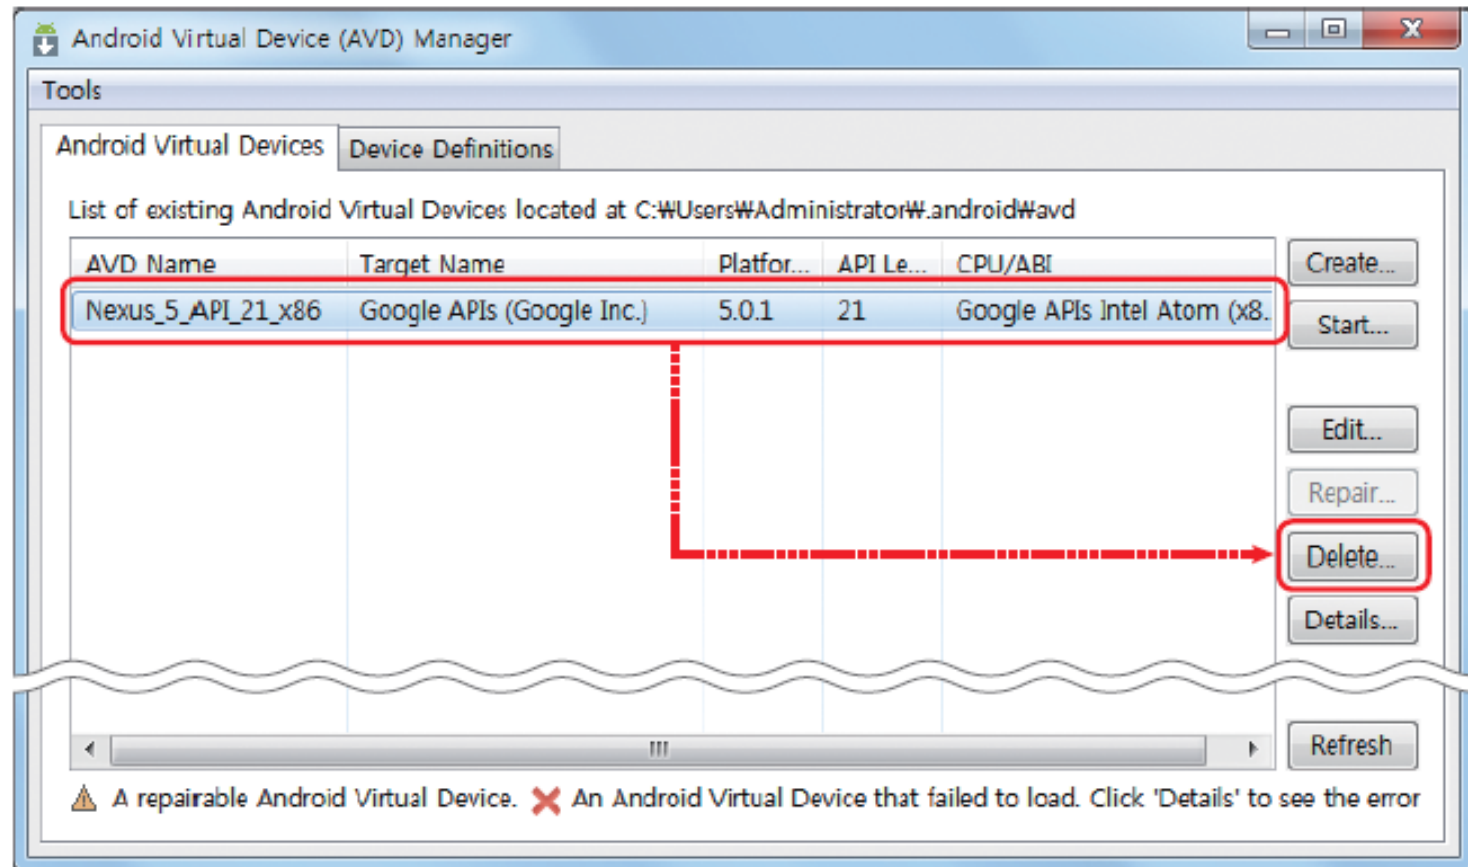 Android Virtual Device (AVD) Manager
Tools
Android Virtual Devices Device Definitions
List of existing Android Virtual Devices located at C:₩Users₩Administrator₩.android₩avd
AVD Name Target Name Platfor... API Le... CPU/ABI
Nexus_5_API_21_x86 Google APIs (Google Inc.) 5.0.1 21 Google APIs Intel Atom (x8..
Create...
Start...
Edit...
Repair...
Delete...
Details...
Refresh
A repairable Android Virtual Device. An Android Virtual Device that failed to load. Click 'Details' to see the error